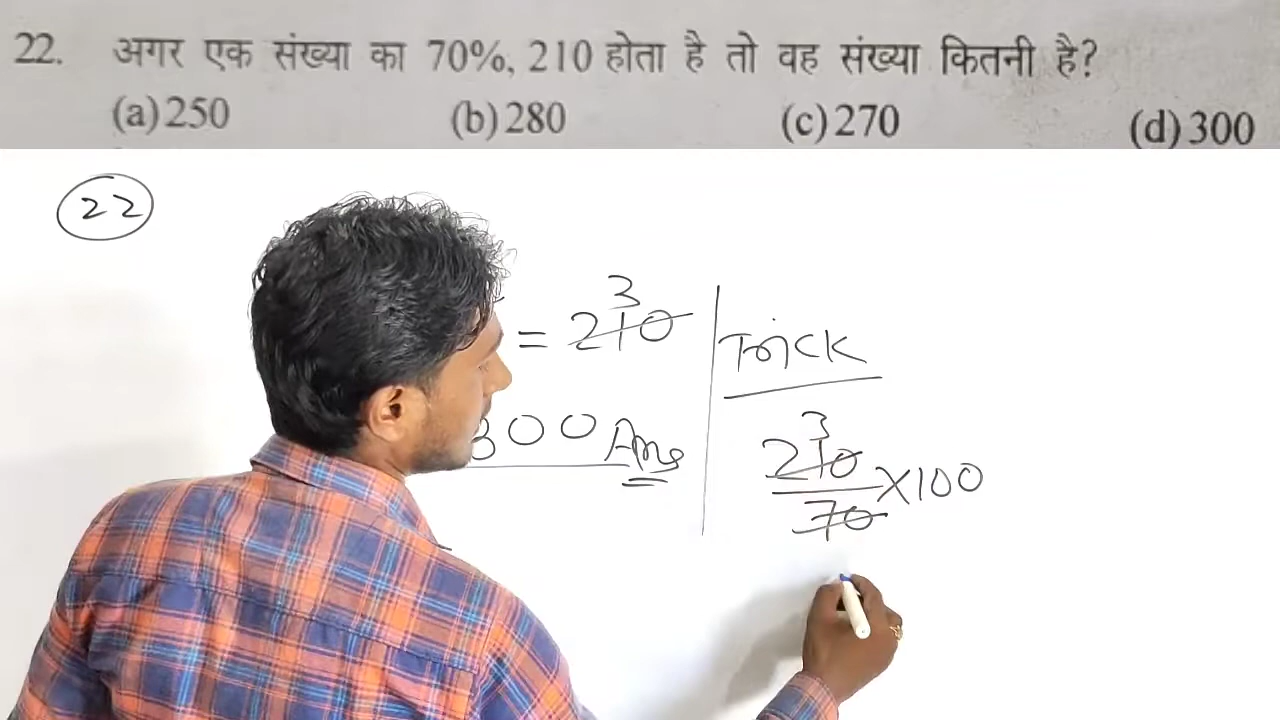 22. अगर एक संख्या का 70%, 210 होता है तो वह संख्या कितनी है?
(a) 250 (b) 280 (c) 270 (d) 300
22
= 210 3
300 Ans
Trick
3
210
70
×100